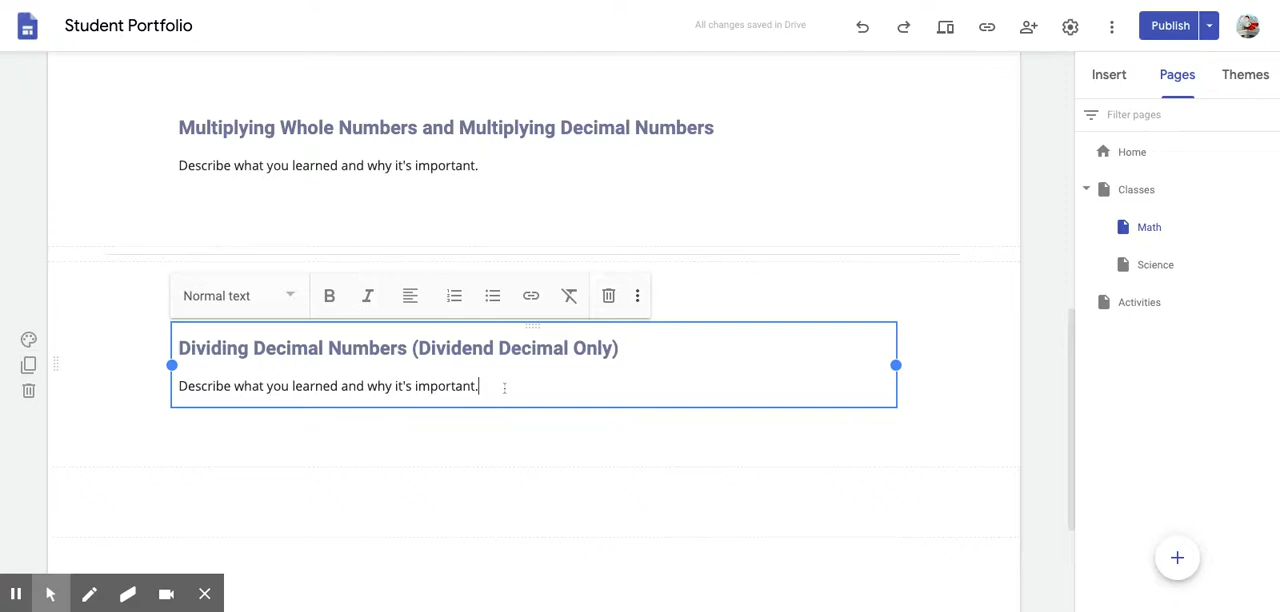 Student Portfolio
All changes saved in Drive
Publish
Insert
Pages
Themes
Filter pages
Home
Classes
Math
Science
Activities
Multiplying Whole Numbers and Multiplying Decimal Numbers
Describe what you learned and why it's important.
Normal text
B
I
Dividing Decimal Numbers (Dividend Decimal Only)
Describe what you learned and why it's important.